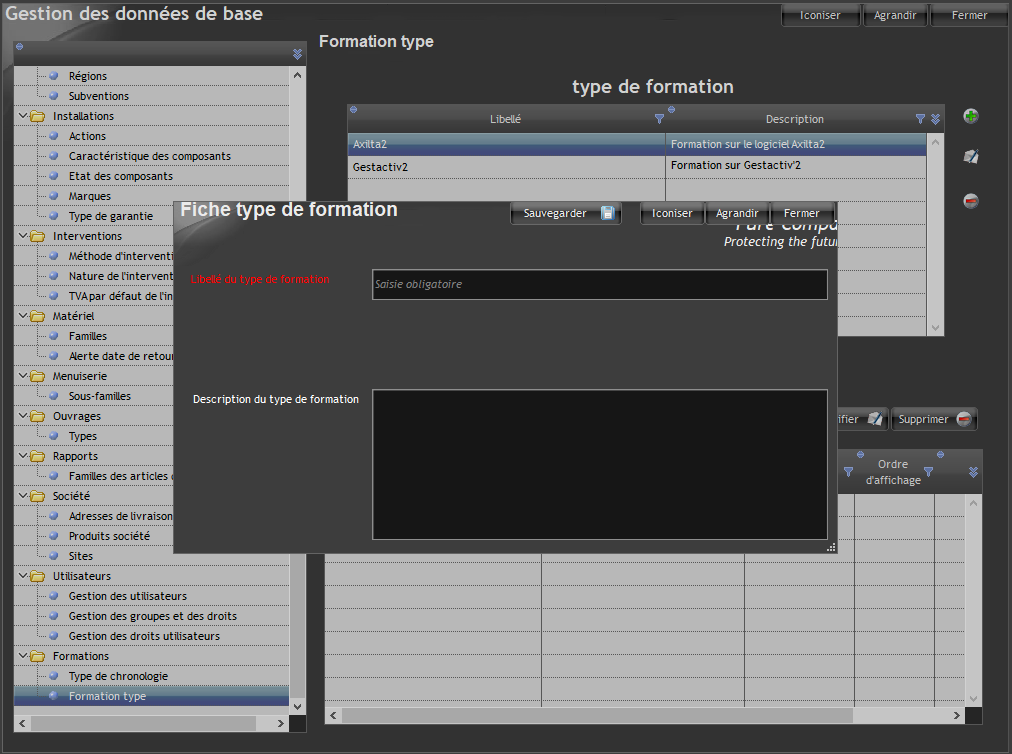 Gestion des données de base
Iconiser
Agrandir
Fermer
Régions
Subventions
Installations
Actions
Caractéristique des composants
Etat des composants
Marques
Type de garantie
Interventions
Méthode d'interventi
Nature de l'intervent
TVA par défaut de l'in
Matériel
Familles
Alerte date de retou
Menuiserie
Sous-familles
Ouvrages
Types
Rapports
Familles des articles
Société
Adresses de livraison
Produits société
Sites
Utilisateurs
Gestion des utilisateurs
Gestion des groupes et des droits
Gestion des droits utilisateurs
Formations
Type de chronologie
Formation type
Formation type
type de formation
Libellé
Description
Axilta2
Formation sur le logiciel Axilta2
Gestactiv2
Formation sur Gestactiv'2
Protecting the futu
Fiche type de formation
Sauvegarder
Iconiser
Agrandir
Fermer
Libellé du type de formation
Saisie obligatoire
Description du type de formation
ifier
Supprimer
Ordre
d'affichage